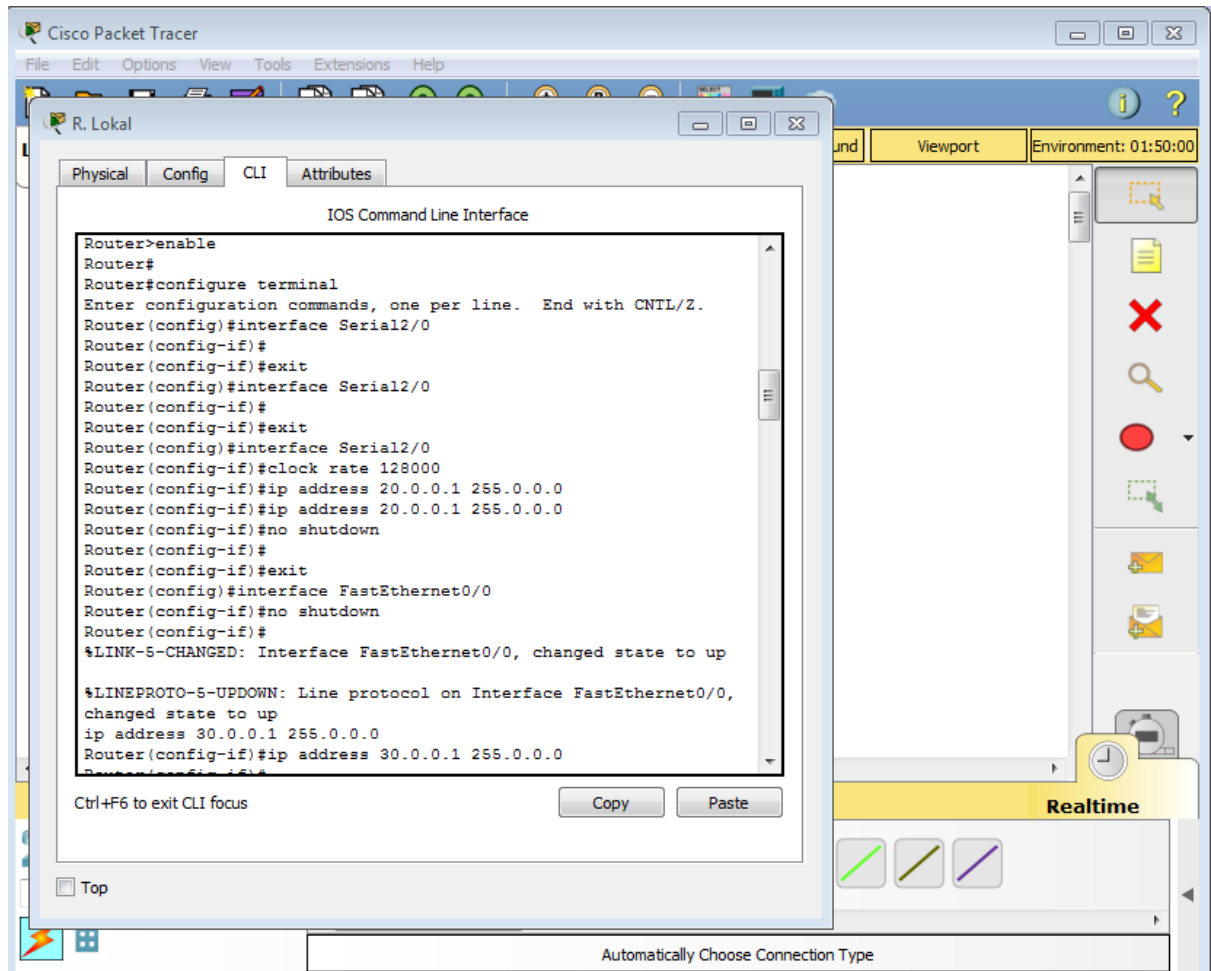 Cisco Packet Tracer
File Edit Options View Tools Extensions Help
R. Lokal
Viewport
Environment: 01:50:00
Physical Config CLI Attributes
IOS Command Line Interface
Router>enable
Router#
Router#configure terminal
Enter configuration commands, one per line. End with CNTL/Z.
Router(config)#interface Serial2/0
Router(config-if)#
Router(config-if)#exit
Router(config)#interface Serial2/0
Router(config-if)#
Router(config-if)#exit
Router(config)#interface Serial2/0
Router(config-if)#clock rate 128000
Router(config-if)#ip address 20.0.0.1 255.0.0.0
Router(config-if)#ip address 20.0.0.1 255.0.0.0
Router(config-if)#no shutdown
Router(config-if)#
Router(config-if)#exit
Router(config)#interface FastEthernet0/0
Router(config-if)#no shutdown
Router(config-if)#
%LINK-5-CHANGED: Interface FastEthernet0/0, changed state to up
%LINEPROTO-5-UPDOWN: Line protocol on Interface FastEthernet0/0,
changed state to up
ip address 30.0.0.1 255.0.0.0
Router(config-if)#ip address 30.0.0.1 255.0.0.0
Ctrl+F6 to exit CLI focus
Copy Paste
Realtime
Top
Automatically Choose Connection Type